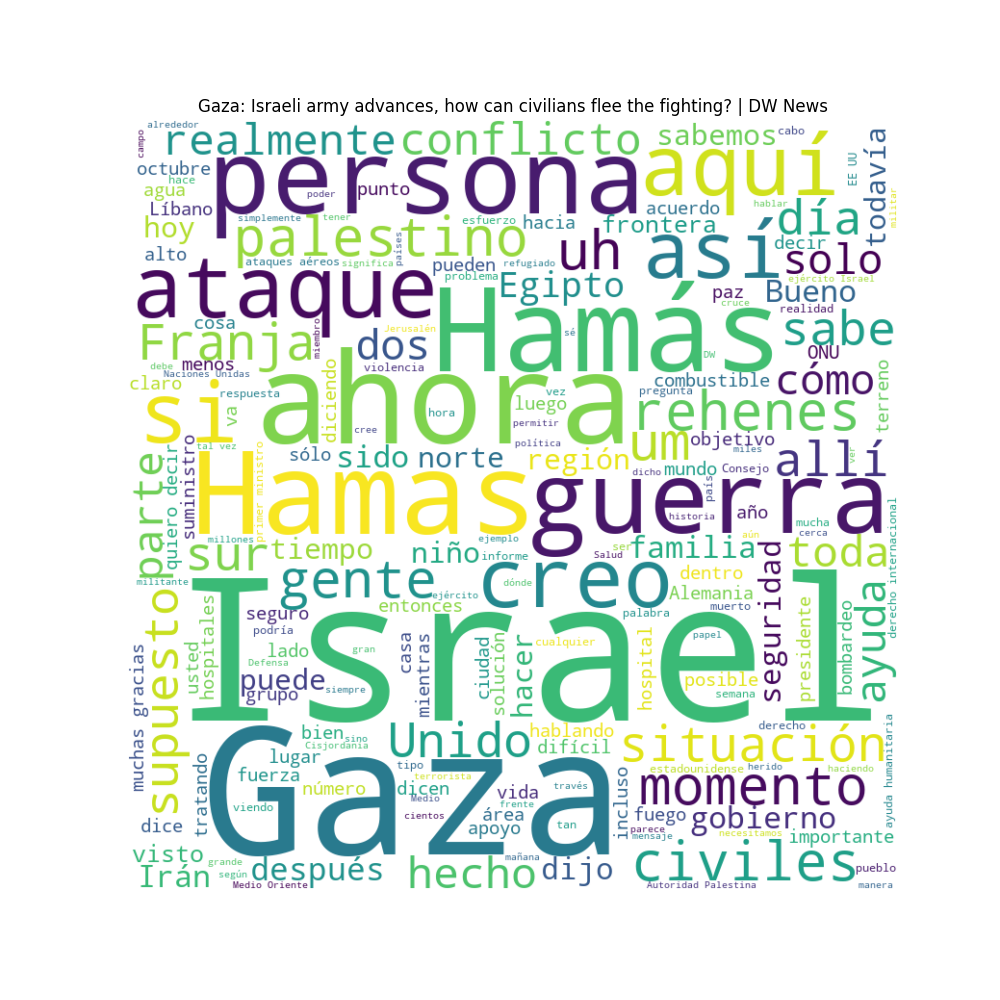 Gaza: Israeli army advances, how can civilians flee the fighting? | DW News
alrededor
realmente
conflicto
sabemos
cabo
campo
octubre
hace
agua
persona
poder
punto
aquí
EE UU
todavía
militar
Líbano
simplemente
tener
esfuerzo
hacia
acuerdo
frontera
hablar
día
hoy
palestino
países
uh
así
decir
solo
alto
ataques aéreos
significa
pueden
refugiado
problema
ejército Israel
ataque
Egipto
paz
cruce
Bueno
realidad
cosa
Franja
miembro
Jerusalén
dos
Hamás
sé
sabe
menos
violencia
DW
ONU
debe
Naciones Unidas
claro
respuesta
combustible
pregunta
cómo
terreno
si
va
ahora
diciendo
hora
luego
vez
permitir
rehenes
cree
tal vez
sólo
sido
norte
política
región
um
objetivo
miles
allí
ver
parte
quiero decir
suministro
primer ministro
Hamas
dicho
mundo
Consejo
país
guerra
historia
año
mucha
cerca
millones
sur
tiempo
niño
ejemplo
informe
Salud
ser
familia
aún
toda
militante
gente
ejército
dónde
creo
dentro
Alemania
seguridad
derecho internacional
supuesto
hospitales
usted
seguro
entonces
palabra
muerto
presidente
bombardeo
ayuda
podría
Israel
lado
Defensa
gran
casa
mientras
ciudad
solución
hacer
cualquier
hospital
papel
posible
semana
muchas gracias
puede
grupo
siempre
bien
Cisjordania
sino
Unido
hablando
difícil
derecho
situación
ayuda humanitaria
lugar
fuerza
tratando
viendo
Gaza
número
tipo
terrorista
dicen
Medio
cientos
vida
frente
área
apoyo
través
tan
incluso
estadounidense
herido
haciendo
momento
fuego
parece
mensaje
gobierno
necesitamos
importante
dice
visto
grande
según
Irán
Medio Oriente
después
hecho
mañana
dijo
civiles
Autoridad Palestina
pueblo
manera